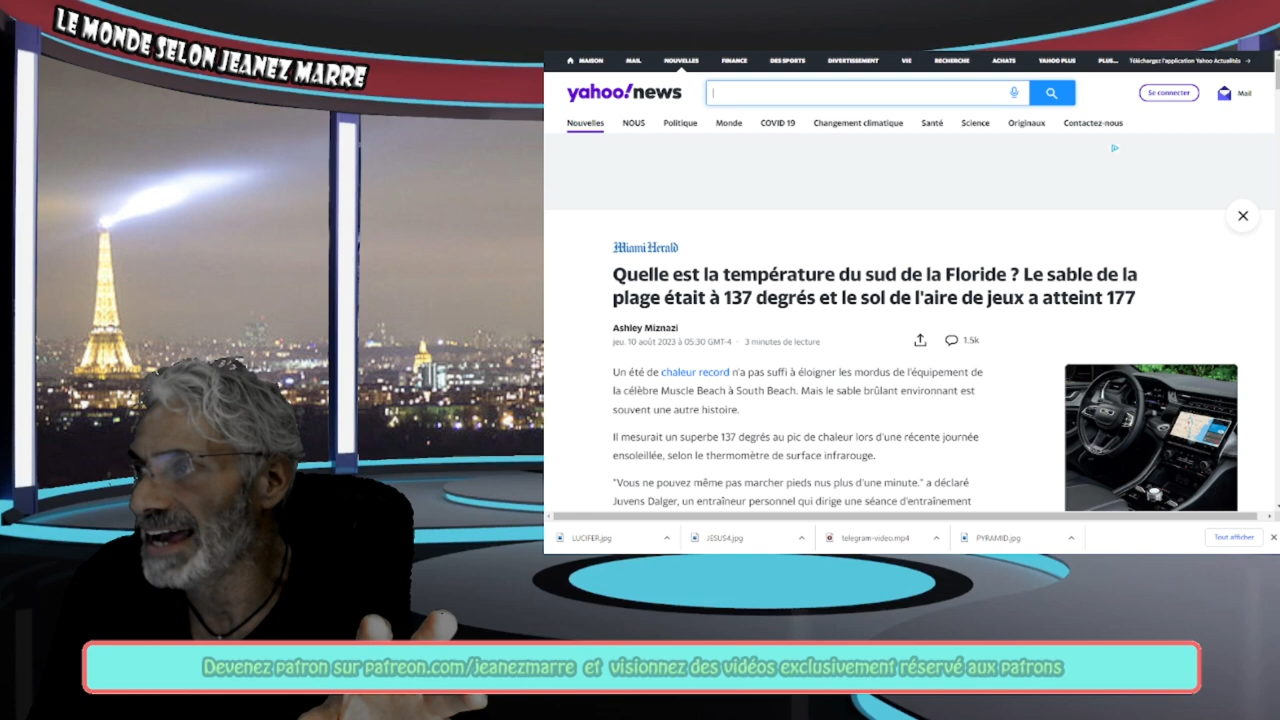 LE MONDE SELON JEANEZ MARRE
MAISON MAIL NOUVELLES FINANCE DES SPORTS DIVERTISSEMENT VIE RECHERCHE ACHATS YAHOO PLUS PLUS... Téléchargez l'application Yahoo Actualités →
yahoo!news
Se connecter Mail
Nouvelles NOUS Politique Monde COVID 19 Changement climatique Santé Science Originaux Contactez-nous
Miami Herald
Quelle est la température du sud de la Floride ? Le sable de la
plage était à 137 degrés et le sol de l'aire de jeux a atteint 177
Ashley Miznazi
jeu. 10 août 2023 à 05:30 GMT-4 · 3 minutes de lecture
1.5k
Un été de chaleur record n'a pas suffi à éloigner les mordus de l'équipement de
la célèbre Muscle Beach à South Beach. Mais le sable brûlant environnant est
souvent une autre histoire.
Il mesurait un superbe 137 degrés au pic de chaleur lors d'une récente journée
ensoleillée, selon le thermomètre de surface infrarouge.
"Vous ne pouvez même pas marcher pieds nus plus d'une minute." a déclaré
Juvens Dalger, un entraîneur personnel qui dirige une séance d'entraînement
LUCIFER.jpg JESUS4.jpg telegram-video.mp4 PYRAMID.jpg Tout afficher
Devenez patron sur patreon.com/jeanezmarre et visionnez des vidéos exclusivement réservé aux patrons